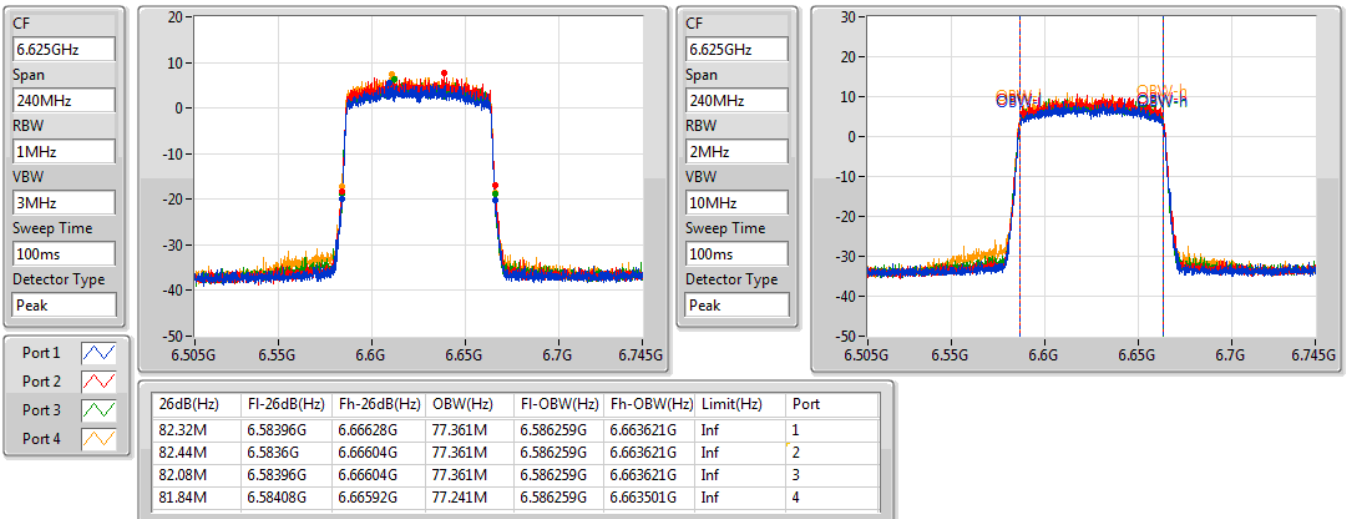 CF
6.625GHz
Span
240MHz
RBW
1MHz
VBW
3MHz
Sweep Time
100ms
Detector Type
Peak
20
10
0
-10
-20
-30
-40
-50
6.505G 6.55G 6.6G 6.65G 6.7G 6.745G
CF
6.625GHz
Span
240MHz
RBW
2MHz
VBW
10MHz
Sweep Time
100ms
Detector Type
Peak
30
20
10
0
-10
-20
-30
-40
-50
OBW-l OBW-h
6.505G 6.55G 6.6G 6.65G 6.7G 6.745G
Port 1
Port 2
Port 3
Port 4
26dB(Hz) Fl-26dB(Hz) Fh-26dB(Hz) OBW(Hz) Fl-OBW(Hz) Fh-OBW(Hz) Limit(Hz) Port
82.32M 6.58396G 6.66628G 77.361M 6.586259G 6.663621G Inf 1
82.44M 6.5836G 6.66604G 77.361M 6.586259G 6.663621G Inf 2
82.08M 6.58396G 6.66604G 77.361M 6.586259G 6.663621G Inf 3
81.84M 6.58408G 6.66592G 77.241M 6.586259G 6.663501G Inf 4